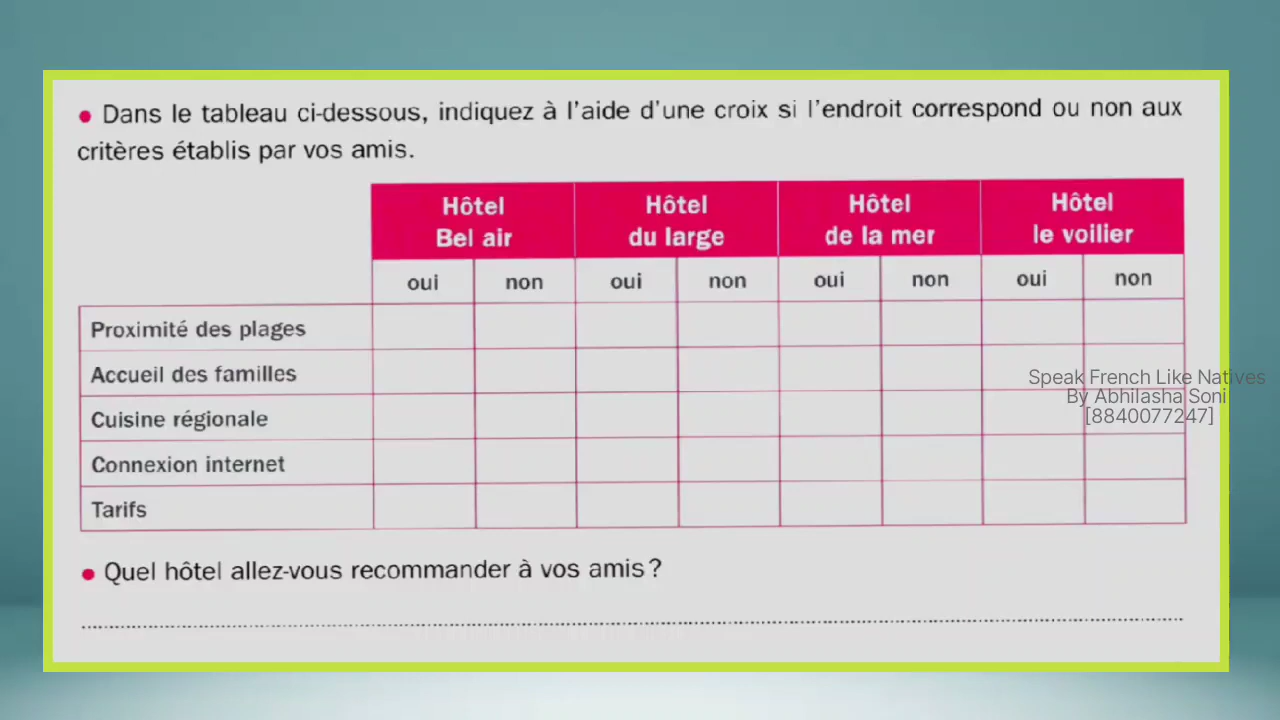 • Dans le tableau ci-dessous, indiquez à l'aide d'une croix si l'endroit correspond ou non aux
critères établis par vos amis.
Hôtel Bel air Hôtel du large Hôtel de la mer Hôtel le voilier
oui non oui non oui non oui non
Proximité des plages
Accueil des familles
Cuisine régionale
Connexion internet
Tarifs
Speak French Like Natives
By Abhilasha Soni
[8840077247]
• Quel hôtel allez-vous recommander à vos amis ?